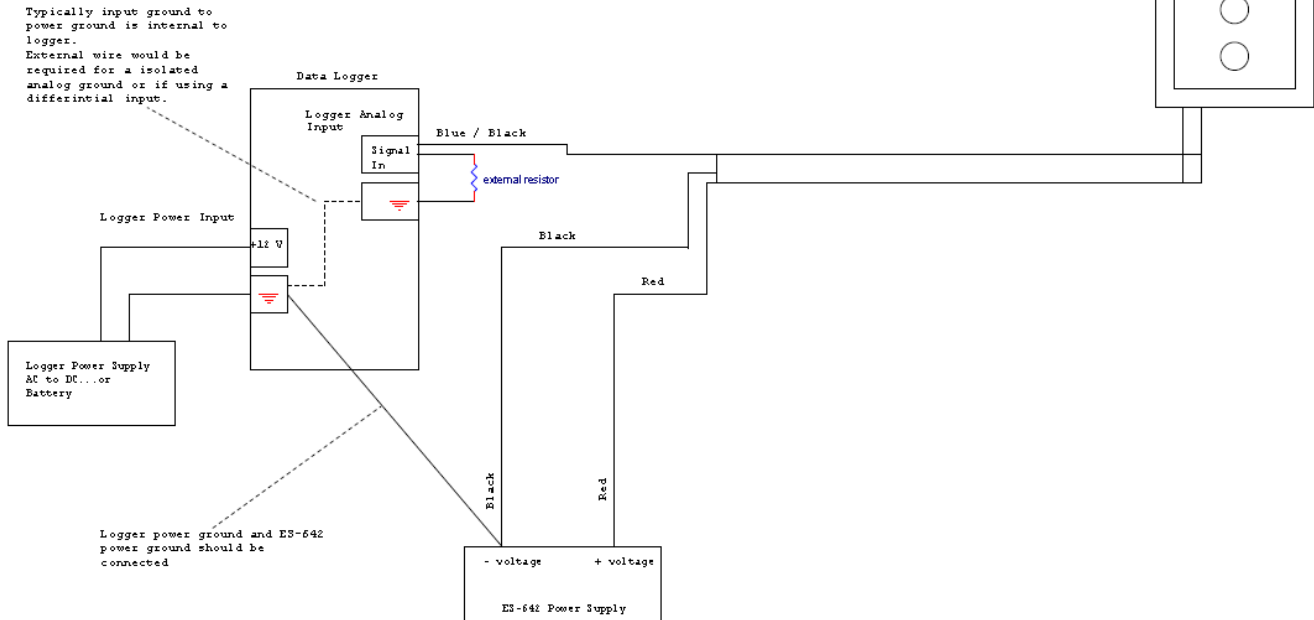 Typically input ground to
power ground is internal to
logger.
External wire would be
required for a isolated
analog ground or if using a
differintial input.
Data Logger
Logger Analog
Input
Blue / Black
Signal
In
external resistor
Logger Power Input
+12 V
Black
Red
Logger Power Supply
AC to DC...or
Battery
Black
Red
Logger power ground and ES-642
power ground should be
connected
- voltage
+ voltage
ES-642 Power Supply